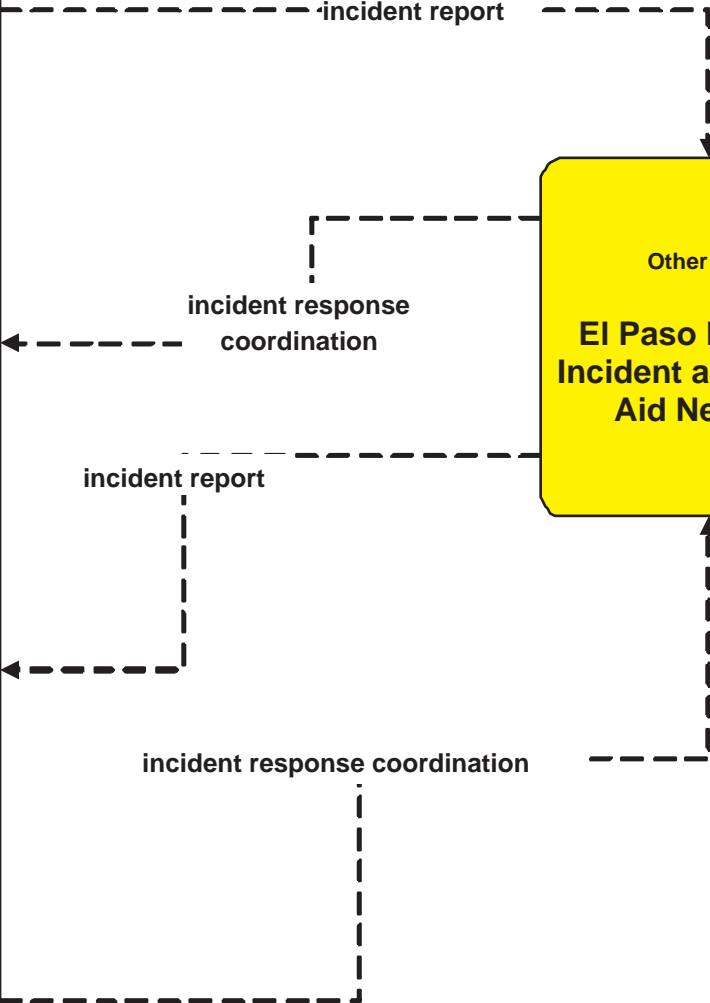 incident report
Other
El Paso
Incident a
Aid Ne
incident response
coordination
incident report
incident response coordination